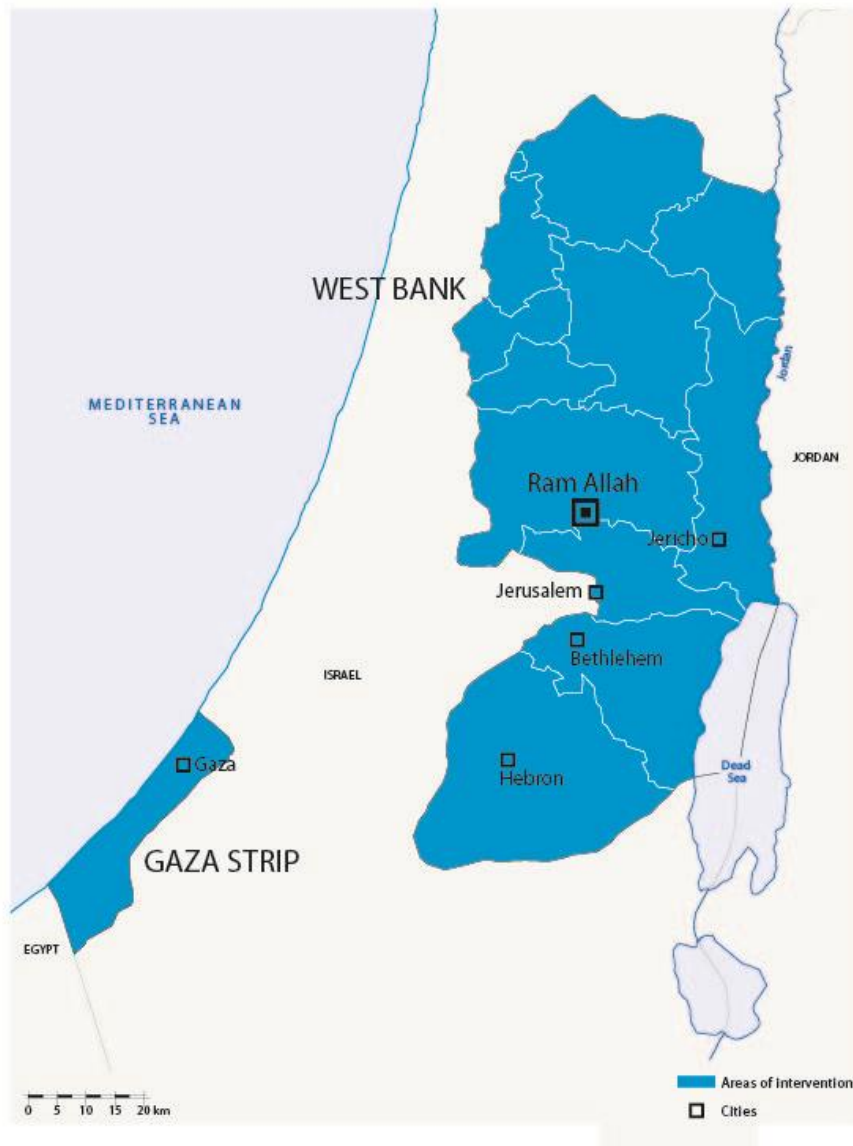 WEST BANK
Jordan
MEDITERRANEAN
SEA
JORDAN
Ram Allah
Jericho
Jerusalem
Bethlehem
ISRAEL
Gaza
Hebron
Dead
Sea
GAZA STRIP
EGYPT
Areas of intervention
0 5 10 15 20 km
Cities